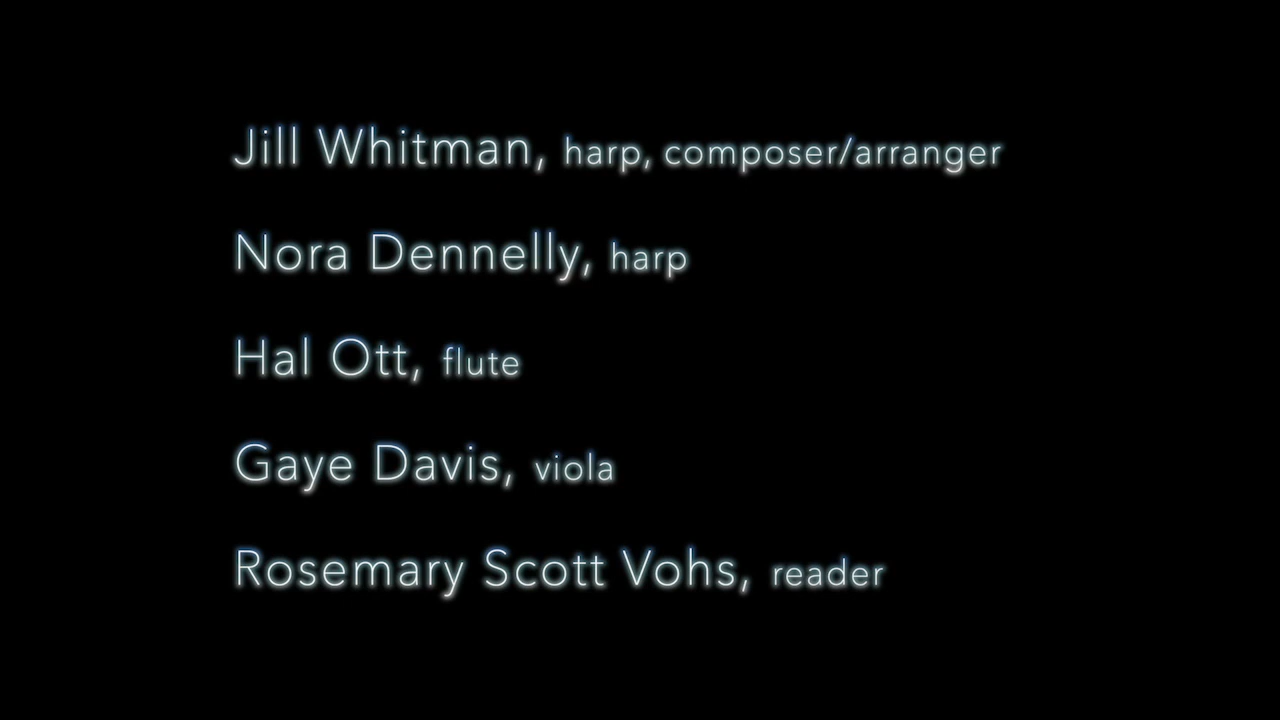 Jill Whitman, harp, composer/arranger
Nora Dennelly, harp
Hal Ott, flute
Gaye Davis, viola
Rosemary Scott Vohs, reader